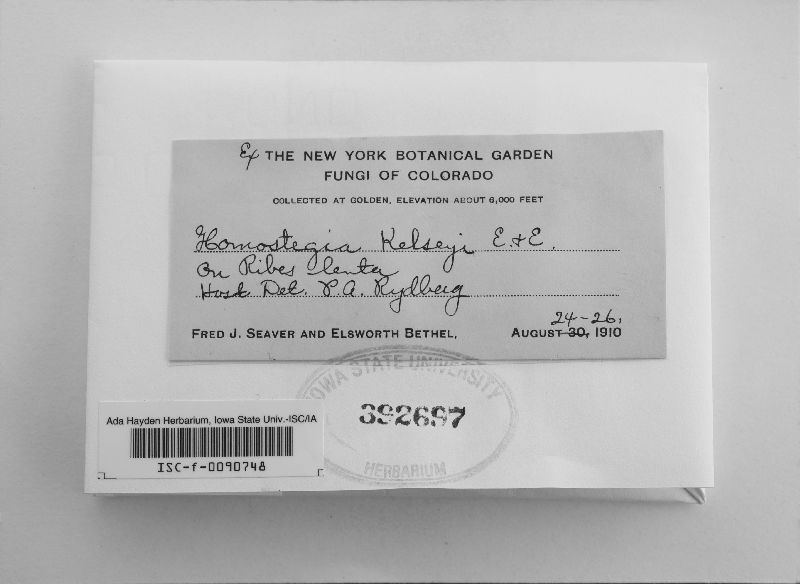 Ex THE NEW YORK BOTANICAL GARDEN
FUNGI OF COLORADO
COLLECTED AT GOLDEN, ELEVATION ABOUT 6,000 FEET
Homostegia Kelseyi E. & E.
On Ribes lenta
Host Det. P.A. Rydberg
24-26,
FRED J. SEAVER AND ELSWORTH BETHEL, AUGUST 30, 1910
IOWA STATE UNIVERSITY
392697
HERBARIUM
Ada Hayden Herbarium, Iowa State Univ.-ISC/IA
ISC-f-0090748